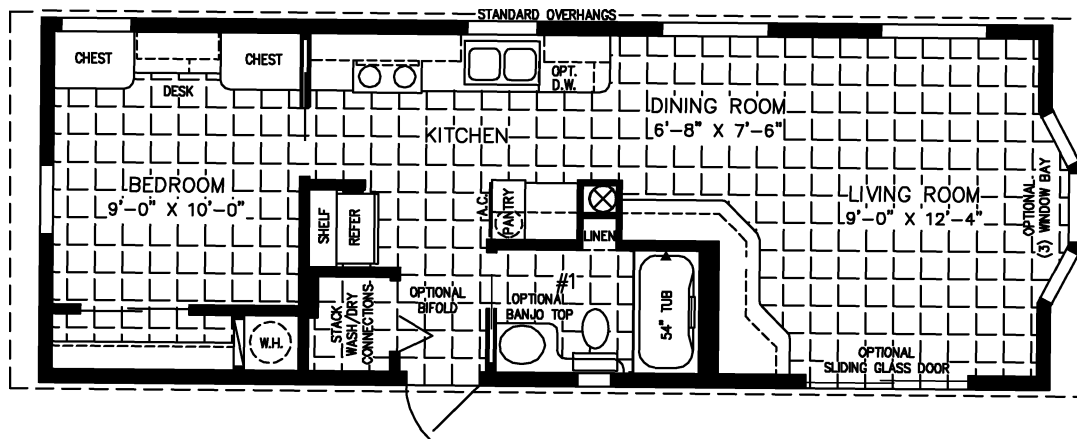 STANDARD OVERHANGS
CHEST
DESK
CHEST
OPT.
D.W.
KITCHEN
DINING ROOM
6'-8" X 7'-6"
BEDROOM
9'-0" X 10'-0"
SHELF
REFER
A.C.
PANTRY
LINEN
LIVING ROOM
9'-0" X 12'-4"
OPTIONAL
(3) WINDOW BAY
#1
OPTIONAL
BIFOLD
OPTIONAL
BANJO TOP
54" TUB
STACK
WASH/DRY
CONNECTIONS
W.H.
OPTIONAL
SLIDING GLASS DOOR